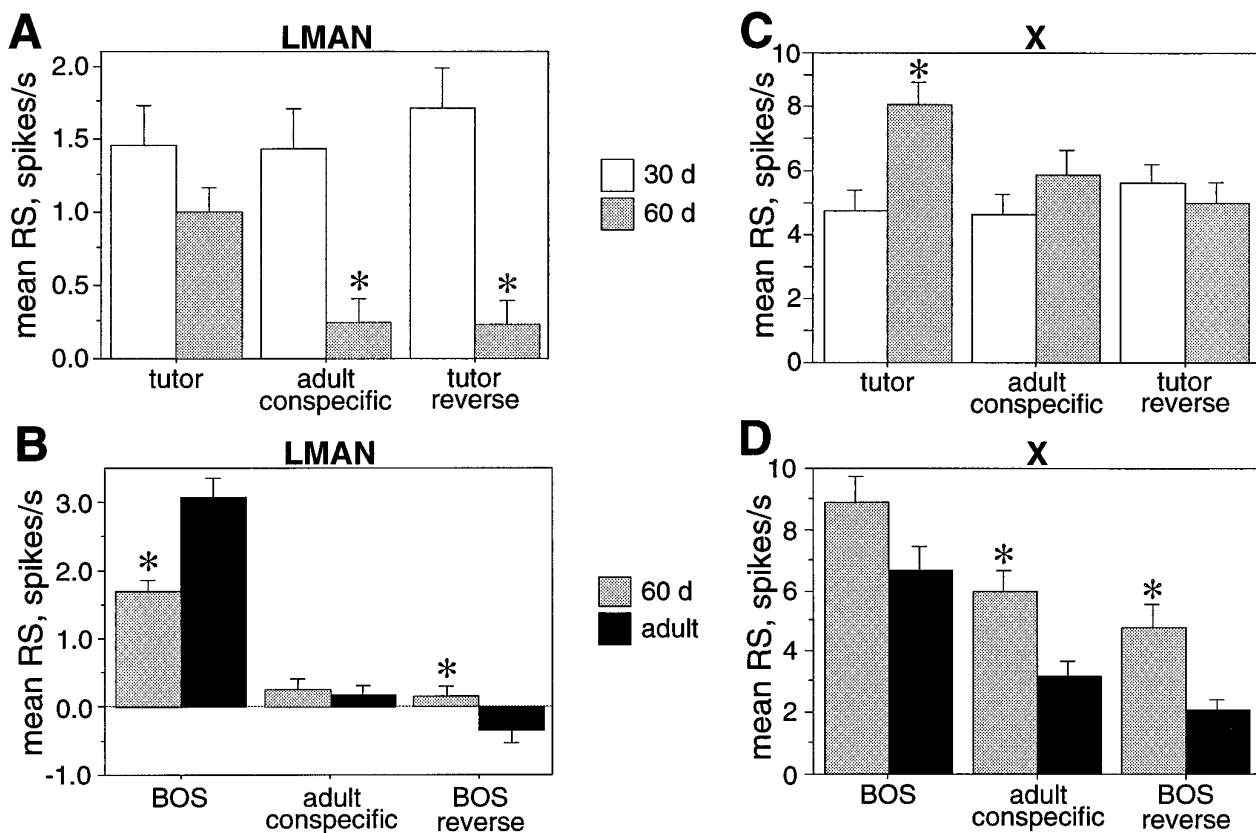 A
LMAN
mean RS, spikes/s
2.0
1.5
1.0
0.5
0.0
*
*
tutor
adult
conspecific
tutor
reverse
30 d
60 d
C
X
mean RS, spikes/s
10
8
6
4
2
0
*
tutor
adult
conspecific
tutor
reverse
B
LMAN
mean RS, spikes/s
3.0
2.0
1.0
0.0
-1.0
*
*
BOS
adult
conspecific
BOS
reverse
60 d
adult
D
X
mean RS, spikes/s
10
8
6
4
2
0
*
*
BOS
adult
conspecific
BOS
reverse